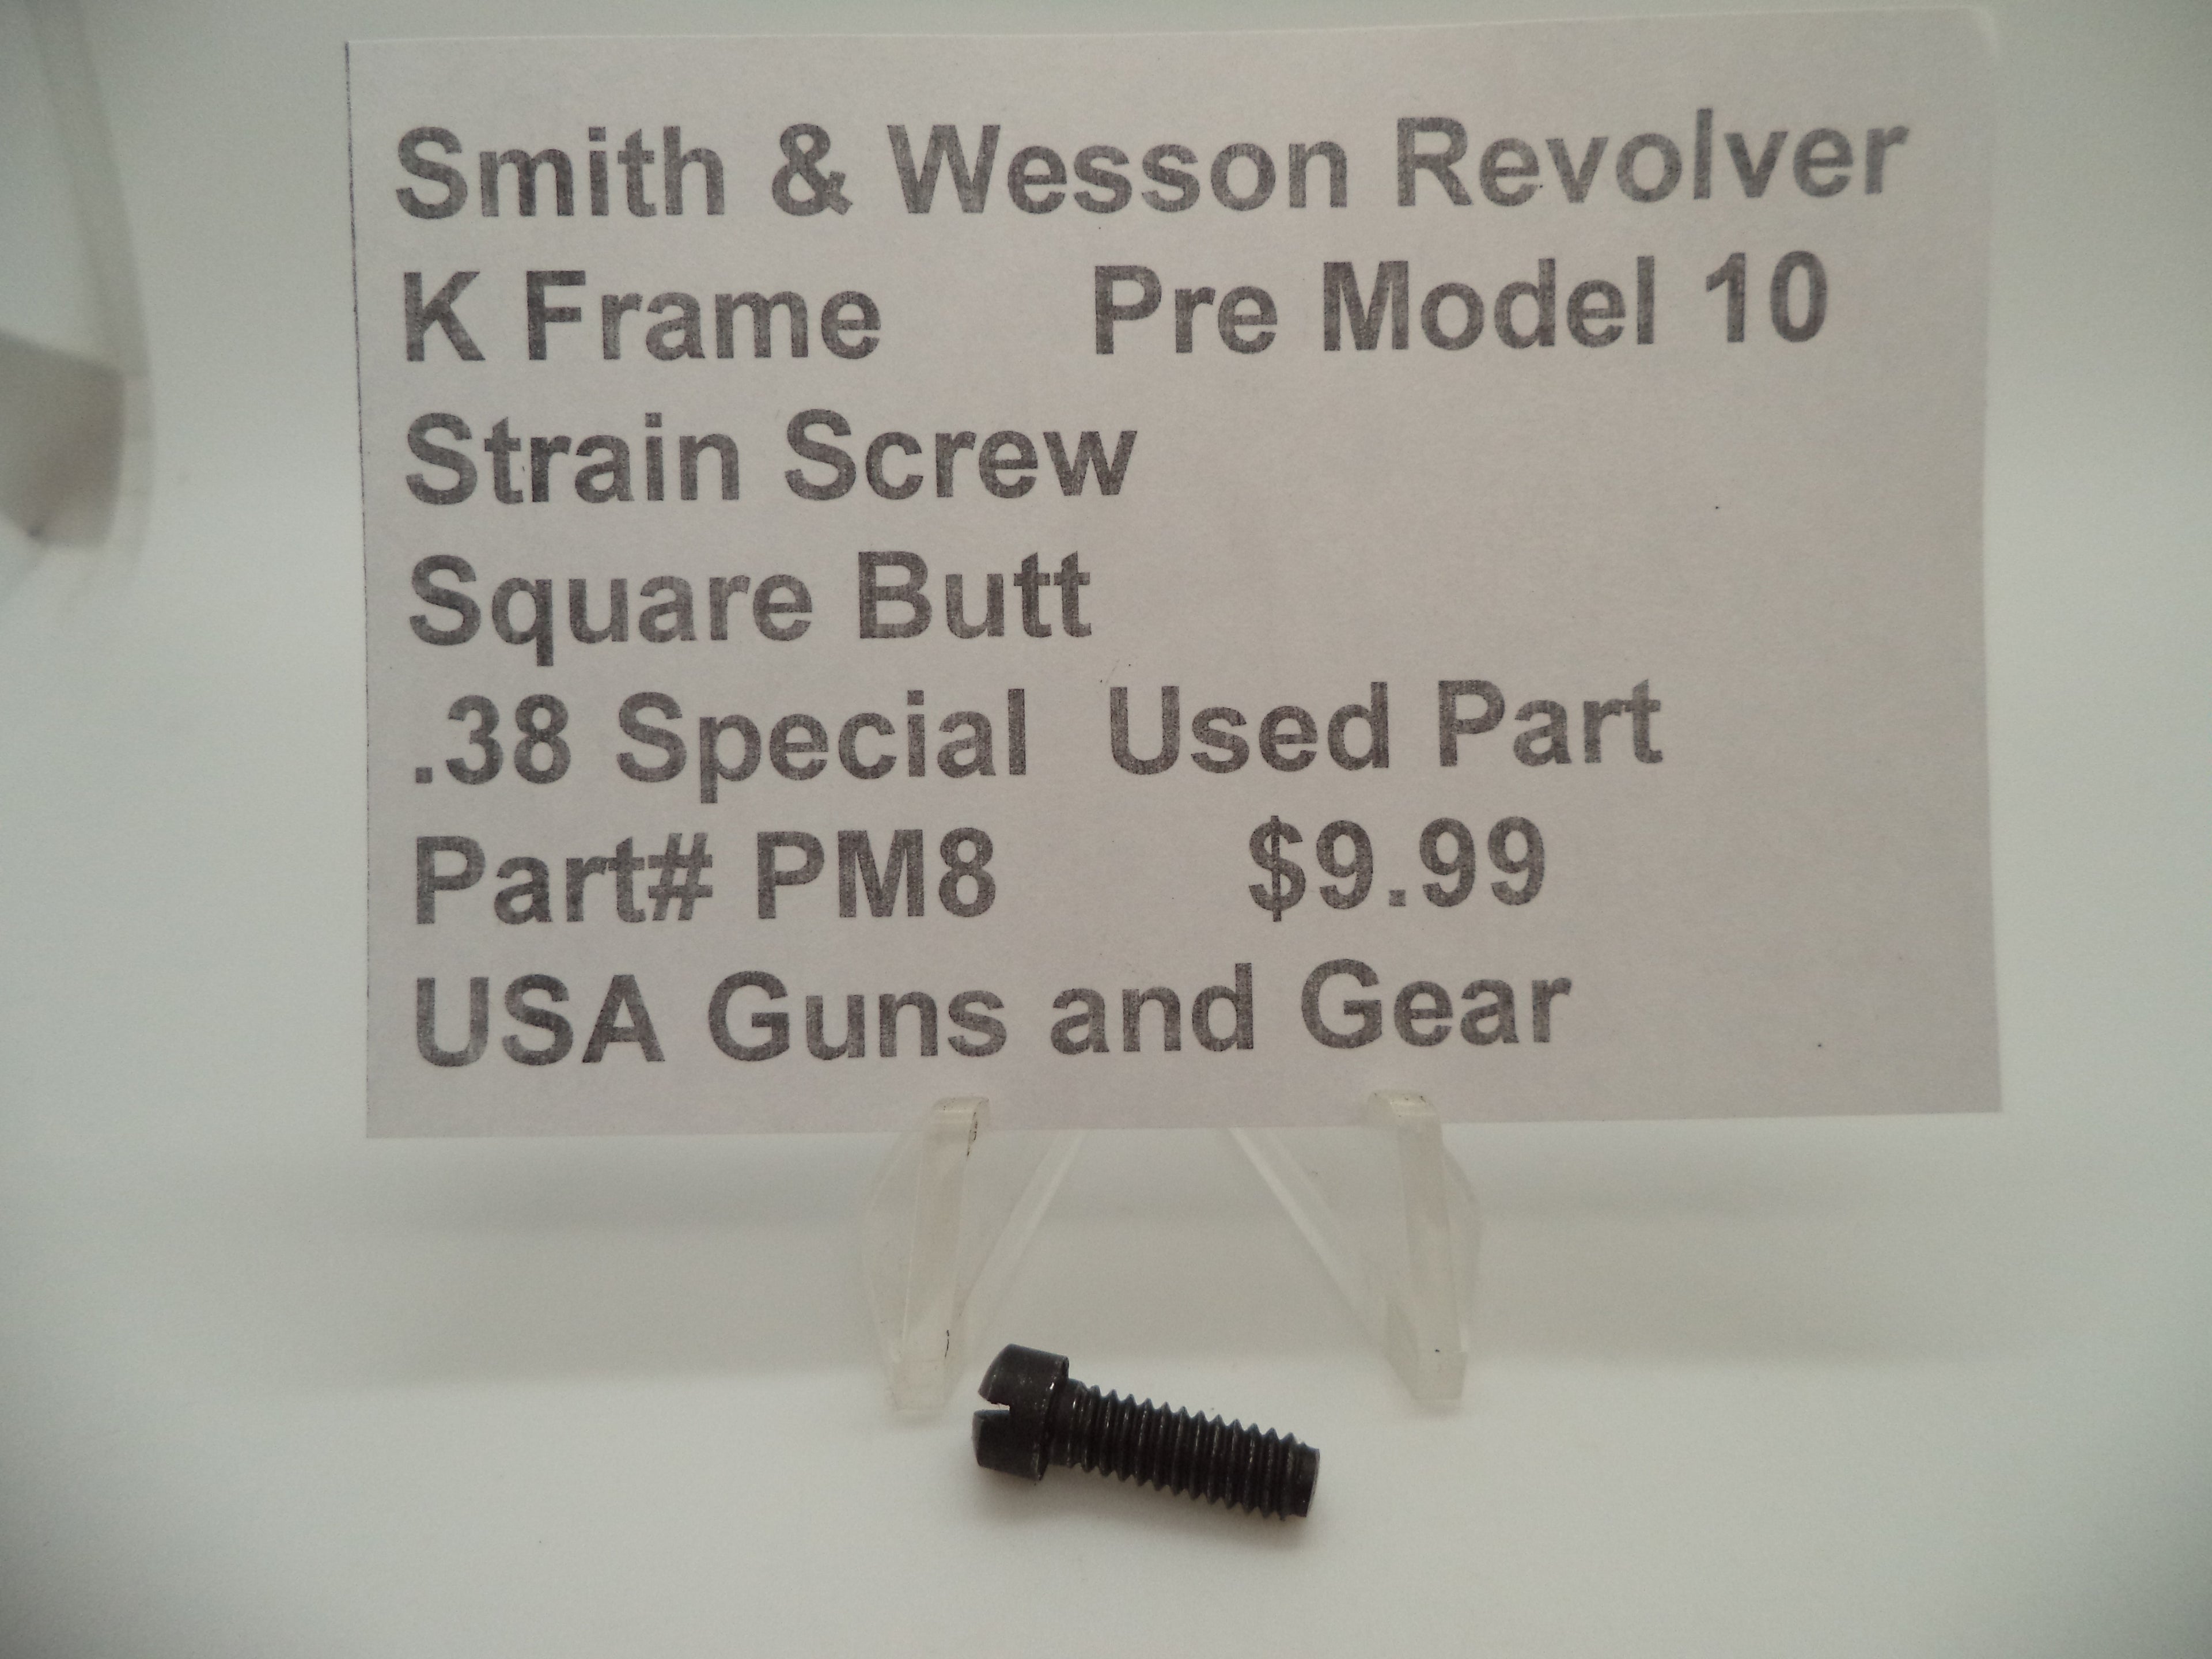 Smith & Wesson Revolver
K Frame Pre Model 10
Strain Screw
Square Butt
.38 Special Used Part
Part# PM8 $9.99
USA Guns and Gear